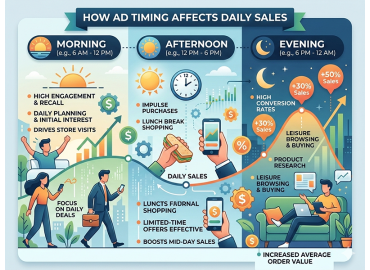 HOW AD TIMING AFFECTS DAILY SALES
MORNING
(e.g., 6 AM - 12 PM)
HIGH ENGAGEMENT
& RECALL
DAILY PLANNING
& INITIAL INTEREST
DRIVES STORE VISITS
FOCUS
ON DAILY
DEALS
AFTERNOON
(e.g., 12 PM - 6 PM)
IMPULSE
PURCHASES
LUNCH BREAK
SHOPPING
DAILY SALES
SHOPPING
LIMITED-TIME
OFFERS EFFECTIVE
BOOSTS MID-DAY SALES
%
$
EVENING
(e.g., 6 PM - 12 AM)
HIGH
CONVERSION
RATES
+30%
Sales
+30%
Sales
+50%
Sales
LEISURE
BROWSING
& BUYING
PRODUCT
RESEARCH
LEISURE
BROWSING
& BUYING
INCREASED AVERAGE
ORDER VALUE